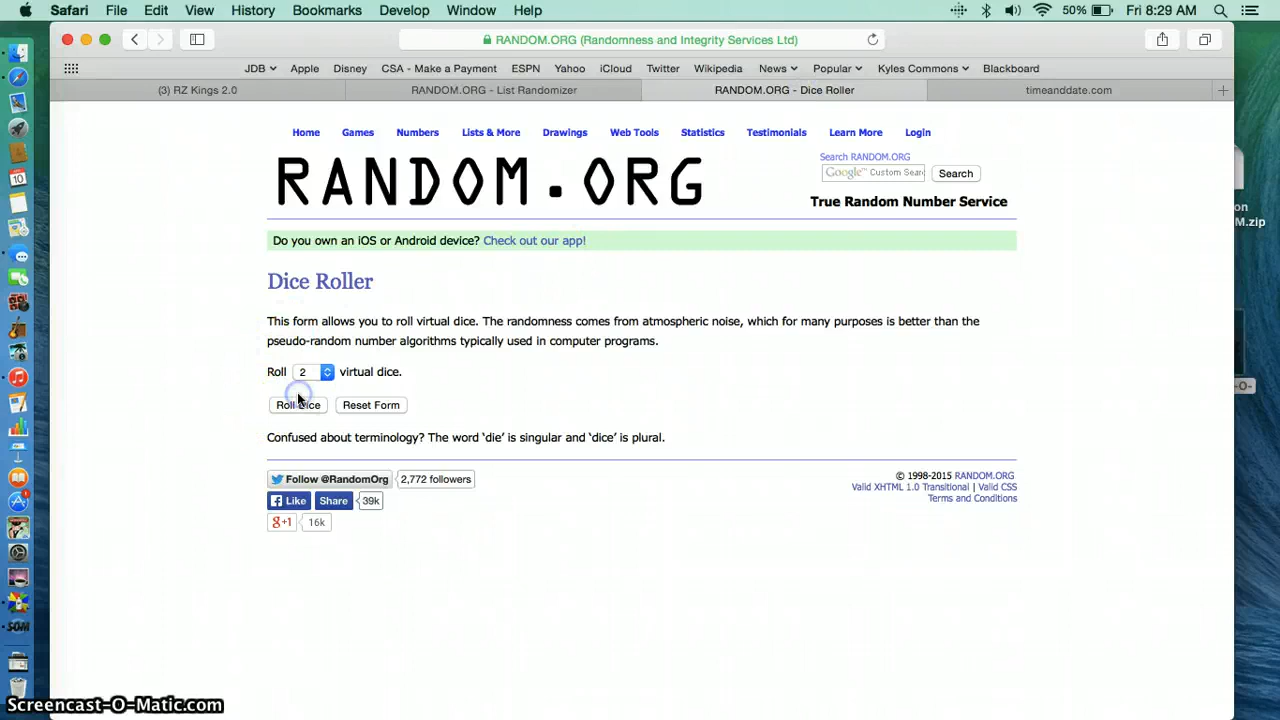 Safari File Edit View History Bookmarks Develop Window Help 50% Fri 8:29 AM
RANDOM.ORG (Randomness and Integrity Services Ltd)
JDB Apple Disney CSA - Make a Payment ESPN Yahoo iCloud Twitter Wikipedia News Popular Kyles Commons Blackboard
(3) RZ Kings 2.0 RANDOM.ORG - List Randomizer RANDOM.ORG - Dice Roller timeanddate.com
Home Games Numbers Lists & More Drawings Web Tools Statistics Testimonials Learn More Login
Search RANDOM.ORG
Google™ Custom Sear Search
RANDOM.ORG
True Random Number Service
on
M.zip
Do you own an iOS or Android device? Check out our app!
Dice Roller
This form allows you to roll virtual dice. The randomness comes from atmospheric noise, which for many purposes is better than the
pseudo-random number algorithms typically used in computer programs.
Roll 2 virtual dice.
-O-
Roll Dice Reset Form
Confused about terminology? The word ‘die’ is singular and ‘dice’ is plural.
Follow @RandomOrg 2,772 followers
Like Share 39k
g+1 16k
© 1998-2015 RANDOM.ORG
Valid XHTML 1.0 Transitional | Valid CSS
Terms and Conditions
10
SOM
Screencast-O-Matic.com